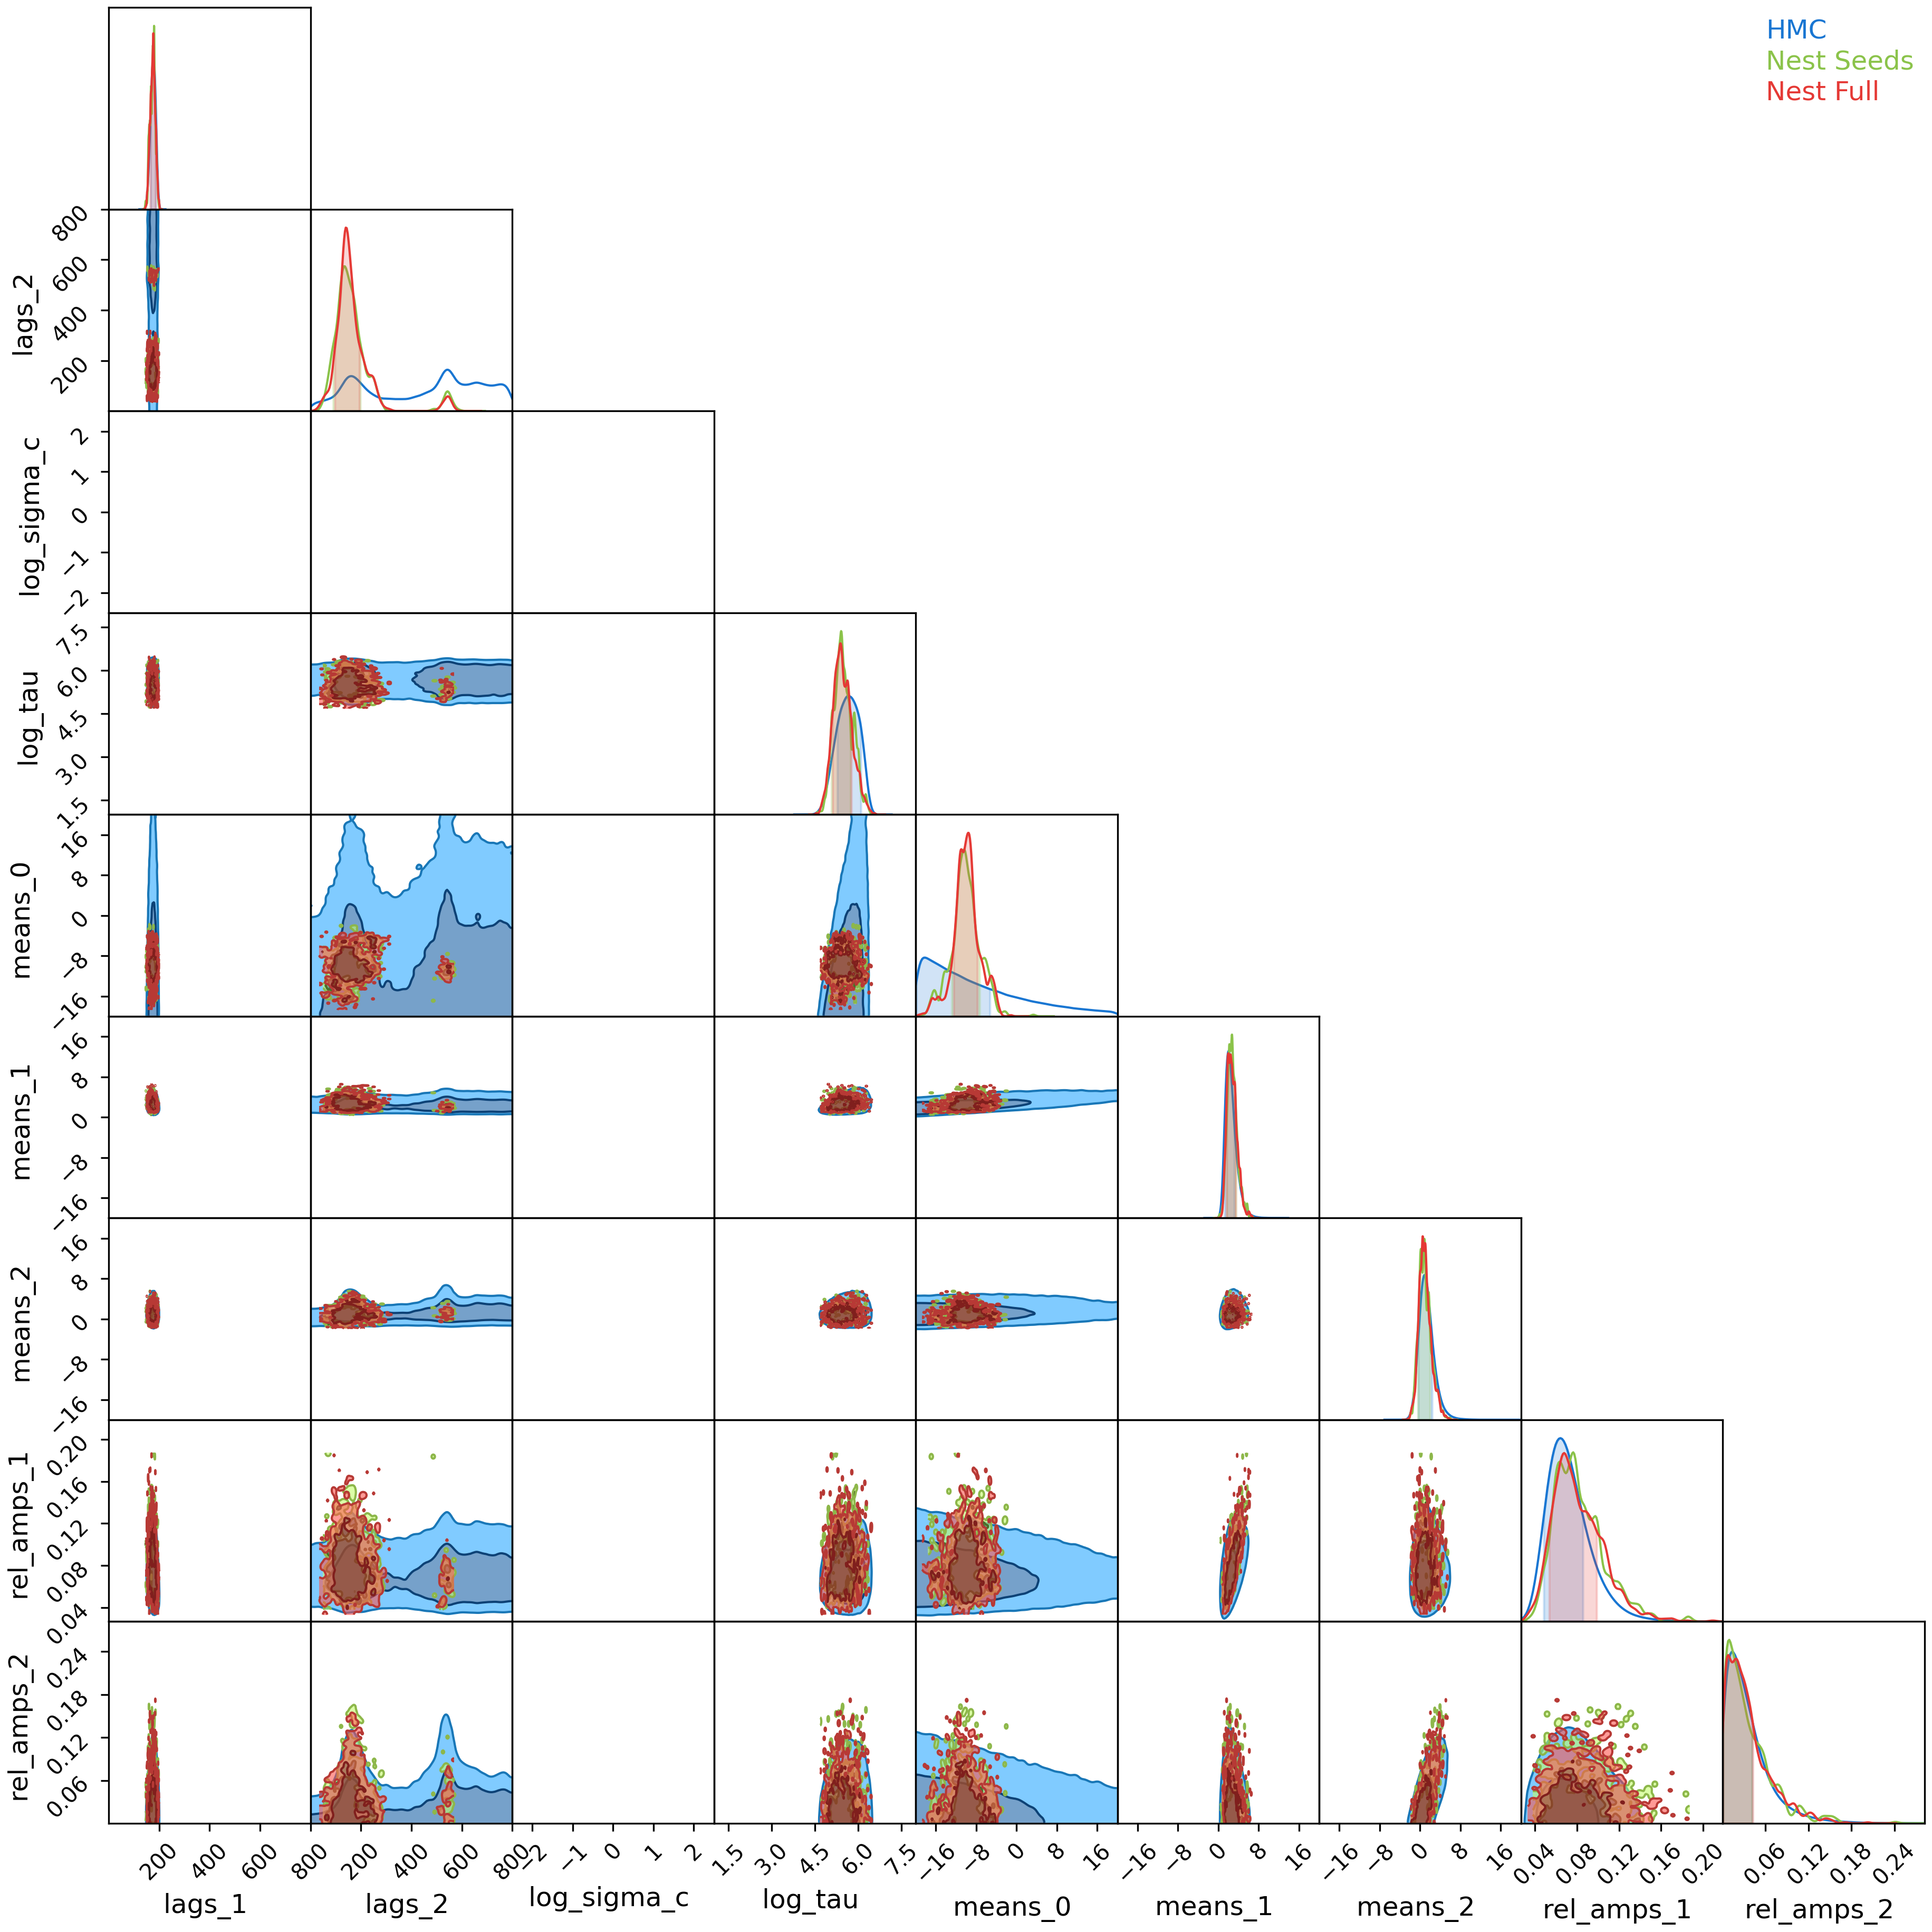 HMC
Nest Seeds
Nest Full
lags_2
800
600
400
200
log_sigma_c
2
1
0
−1
−2
log_tau
7.5
6.0
4.5
3.0
1.5
means_0
16
8
0
−8
−16
means_1
16
8
0
−8
−16
means_2
16
8
0
−8
−16
rel_amps_1
0.20
0.16
0.12
0.08
0.04
rel_amps_2
0.24
0.18
0.12
0.06
200 400 600 800
200 400 600 800
−2 −1 0 1 2
1.5 3.0 4.5 6.0 7.5
−16 −8 0 8 16
−16 −8 0 8 16
−16 −8 0 8 16
0.04 0.08 0.12 0.16 0.20
0.06 0.12 0.18 0.24
lags_1 lags_2 log_sigma_c log_tau means_0 means_1 means_2 rel_amps_1 rel_amps_2